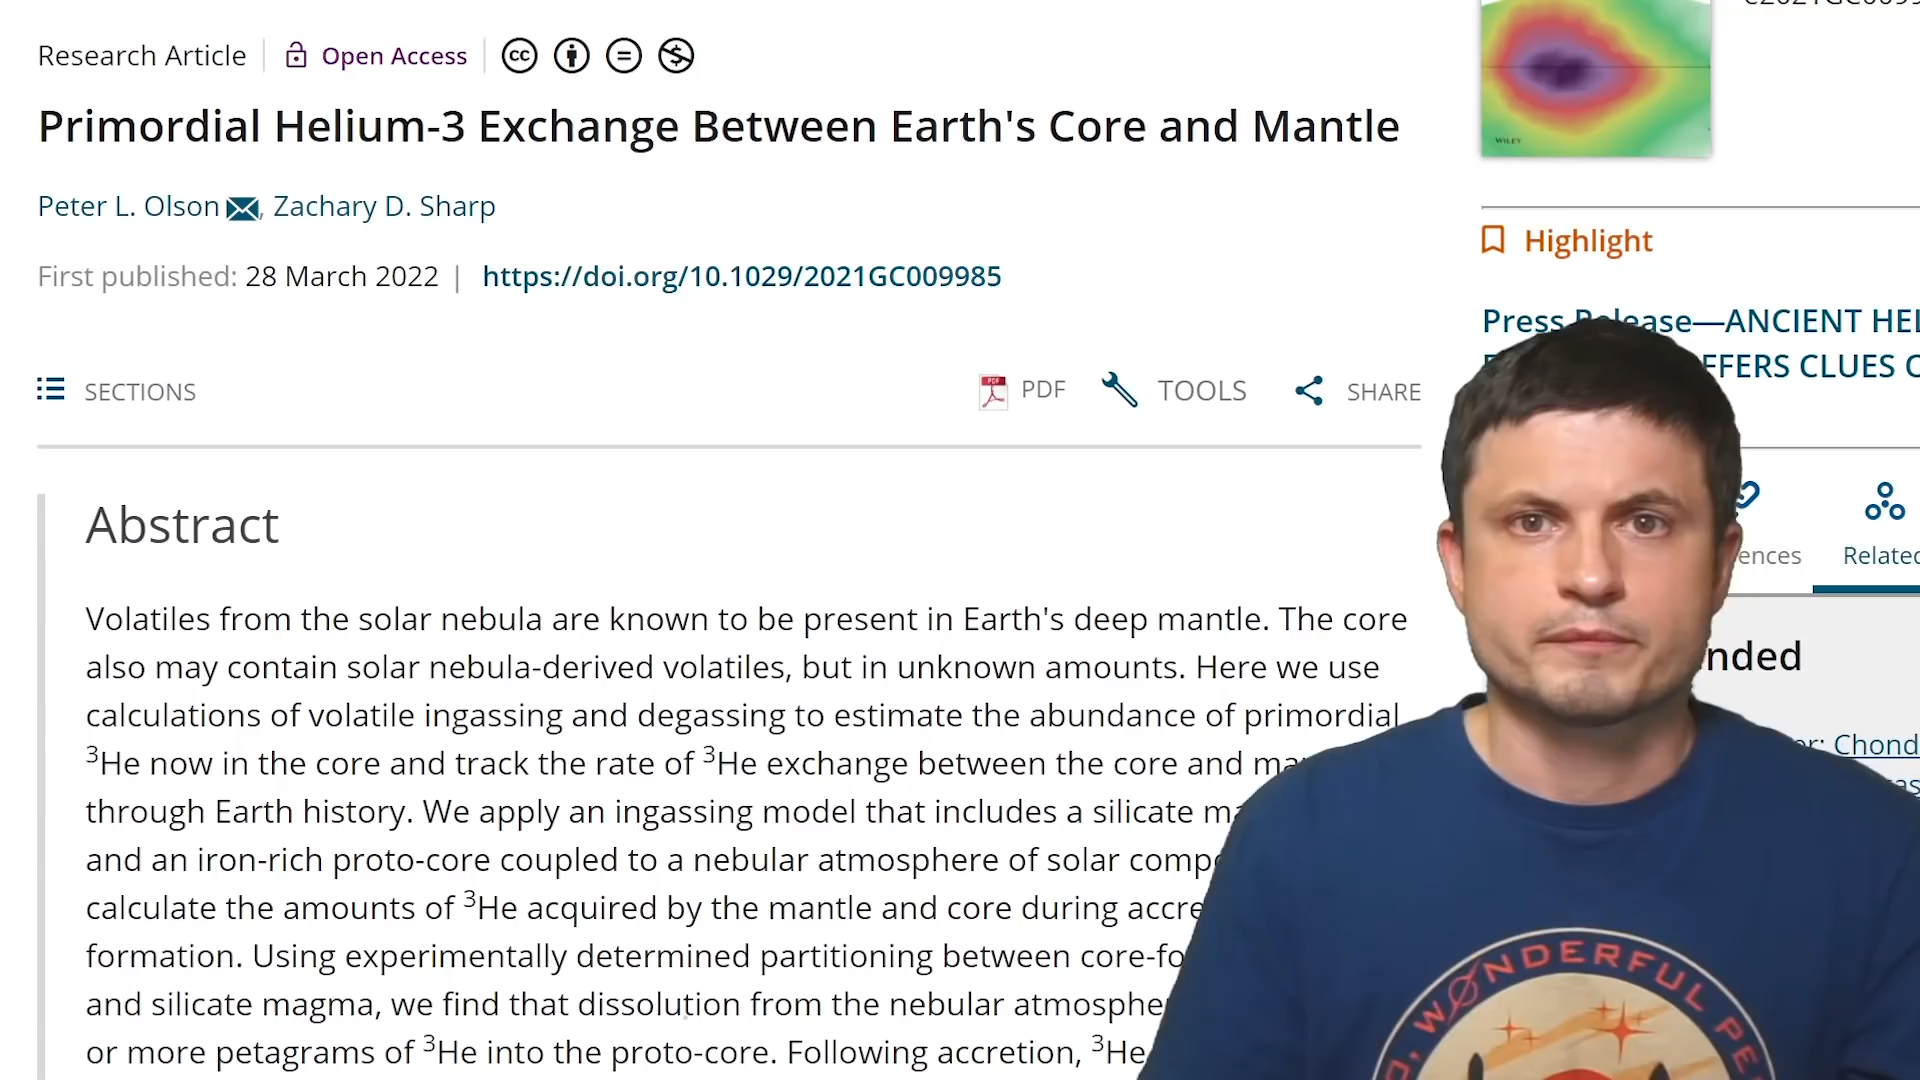 Research Article | Open Access
Primordial Helium-3 Exchange Between Earth's Core and Mantle
Peter L. Olson, Zachary D. Sharp
First published: 28 March 2022 | https://doi.org/10.1029/2021GC009985
SECTIONS
PDF
TOOLS
SHARE
Abstract
Volatiles from the solar nebula are known to be present in Earth's deep mantle. The core
also may contain solar nebula-derived volatiles, but in unknown amounts. Here we use
calculations of volatile ingassing and degassing to estimate the abundance of primordial
³He now in the core and track the rate of ³He exchange between the core and
through Earth history. We apply an ingassing model that includes a silicate
and an iron-rich proto-core coupled to a nebular atmosphere of solar
calculate the amounts of ³He acquired by the mantle and core during
formation. Using experimentally determined partitioning between
and silicate magma, we find that dissolution from the nebular
or more petagrams of ³He into the proto-core. Following accretion, ³He
WILEY
Highlight
Press Release—ANCIENT
CLUES
Related
Chond
WØNDERFUL